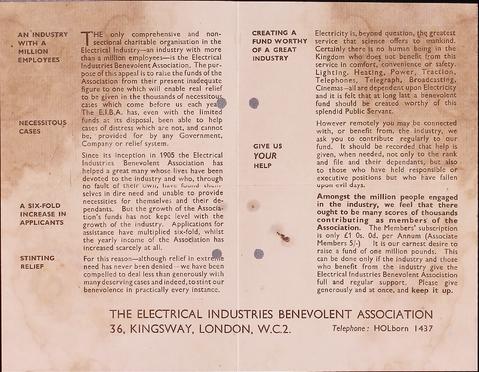 AN INDUSTRY
WITH A
MILLION
EMPLOYEES
THE only comprehensive and non-
sectional charitable organisation in the
Electrical Industry—an industry with more
than a million employees—is the Electrical
Industries Benevolent Association. The pur-
pose of this appeal is to raise the funds of the
Association from their present inadequate
figure to one which will enable real relief
to be given in the thousands of necessitous
cases which come before us each year.
The E.I.B.A. has, even with the limited
funds at its disposal, been able to help
NECESSITOUS
CASES
cases of distress which are not, and cannot
be, provided for by any Government,
Company or relief system.
Since its inception in 1905 the Electrical
Industries Benevolent Association has
helped a great many whose lives have been
devoted to the industry and who, through
no fault of their own, have found them-
selves in dire need and unable to provide
necessities for themselves and their de-
pendents. But the growth of the Associa-
A SIX-FOLD
INCREASE IN
APPLICANTS
tion's funds has not kept level with the
growth of the industry. Applications for
assistance have multiplied six-fold, whilst
the yearly income of the Association has
increased scarcely at all.
STINTING
RELIEF
For this reason—although relief in extreme
need has never been denied—we have been
compelled to deal less than generously with
many deserving cases and indeed, to stint our
benevolence in practically every instance.
CREATING A
FUND WORTHY
OF A GREAT
INDUSTRY
Electricity is, beyond question, the greatest
service that science offers to mankind.
Certainly there is no human being in the
Kingdom who does not benefit from this
service in comfort, convenience or safety.
Lighting, Heating, Power, Traction,
Telephones, Telegraph, Broadcasting,
Cinemas—all are dependent upon Electricity
and it is felt that at long last a benevolent
fund should be created worthy of this
splendid Public Servant.
GIVE US
YOUR
HELP
However remotely you may be connected
with, or benefit from, the industry, we
ask you to contribute regularly to our
fund. It should be recorded that help is
given, when needed, not only to the rank
and file and their dependents, but also
to those who have held responsible or
executive positions but who have fallen
upon evil days.
Amongst the million people engaged
in the industry, we feel that there
ought to be many scores of thousands
contributing as members of the
Association. The Members' subscription
is only £1 0s. 0d. per Annum (Associate
Members 5/-) It is our earnest desire to
raise a fund of one million pounds. This
can be done only if the industry and those
who benefit from the industry give the
Electrical Industries Benevolent Association
full and regular support. Please give
generously and at once, and keep it up.
THE ELECTRICAL INDUSTRIES BENEVOLENT ASSOCIATION
36, KINGSWAY, LONDON, W.C.2. Telephone: HOLborn 1437